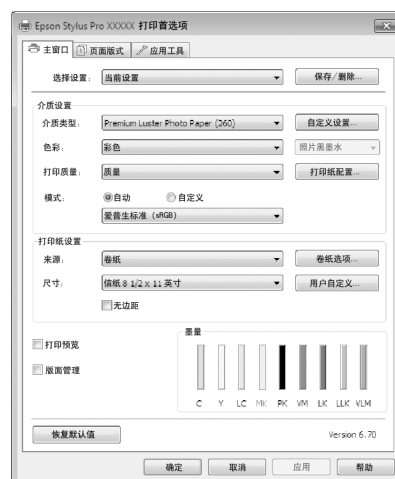 Epson Stylus Pro XXXXX 打印首选项
主窗口 页面版式 应用工具
选择设置: 当前设置 保存/删除...
介质设置
介质类型: Premium Luster Photo Paper (260) 自定义设置...
色彩: 彩色 照片黑墨水
打印质量: 质量 打印纸配置...
模式: 自动 自定义
爱普生标准 (sRGB)
打印纸设置
来源: 卷纸 卷纸选项...
尺寸: 信纸 8 1/2 x 11 英寸 用户自定义...
无边距
打印预览
版面管理
墨量
C Y LC MK PK VM LK LLK VLM
恢复默认值 Version 6.70
确定 取消 应用 帮助